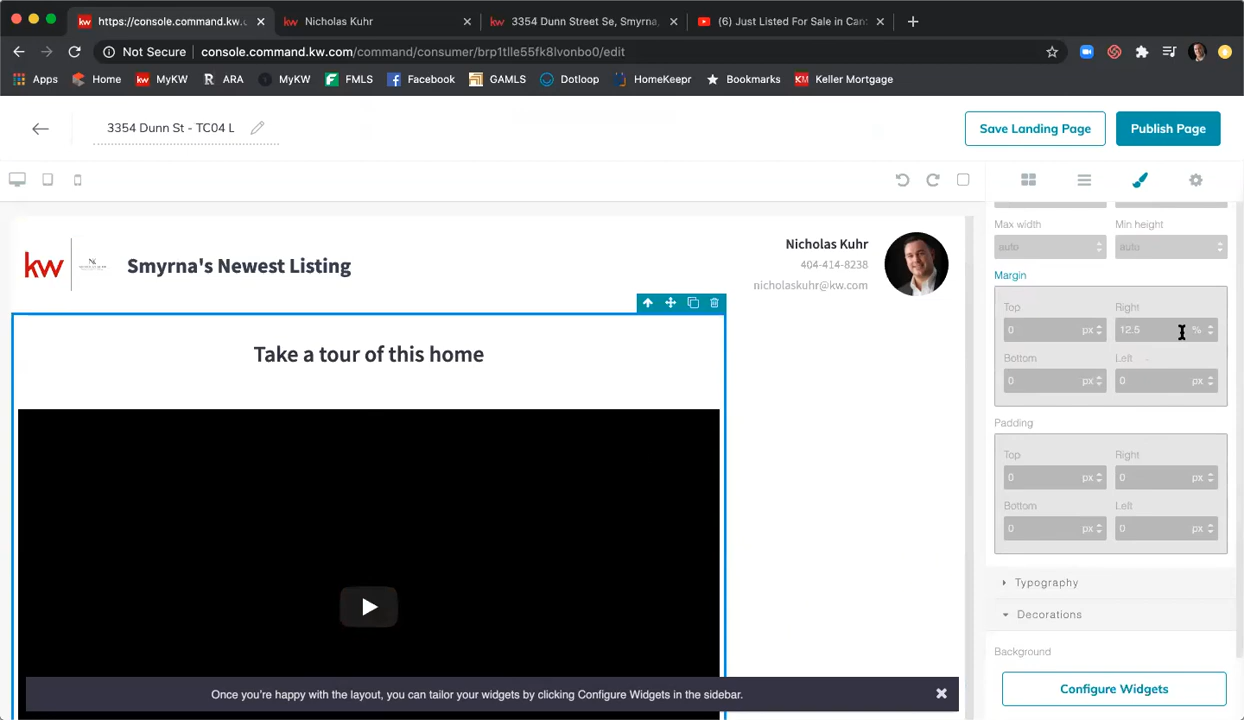 https://console.command.kw.c
Nicholas Kuhr
3354 Dunn Street Se, Smyrna,
(6) Just Listed For Sale in Can
Not Secure
console.command.kw.com/command/consumer/brp1tlle55fk8lvonbo0/edit
Apps
Home
kw MyKW
R ARA
MyKW
FMLS
Facebook
GAMLS
Dotloop
HomeKeepr
Bookmarks
KM Keller Mortgage
3354 Dunn St - TC04 L
Save Landing Page
Publish Page
kw
Smyrna's Newest Listing
Nicholas Kuhr
404-414-8238
nicholaskuhr@kw.com
Take a tour of this home
Once you're happy with the layout, you can tailor your widgets by clicking Configure Widgets in the sidebar.
Max width
Min height
auto
auto
Margin
Top
Right
0 px
12.5 %
Bottom
Left
0 px
0 px
Padding
Top
Right
0 px
0 px
Bottom
Left
0 px
0 px
Typography
Decorations
Background
Configure Widgets